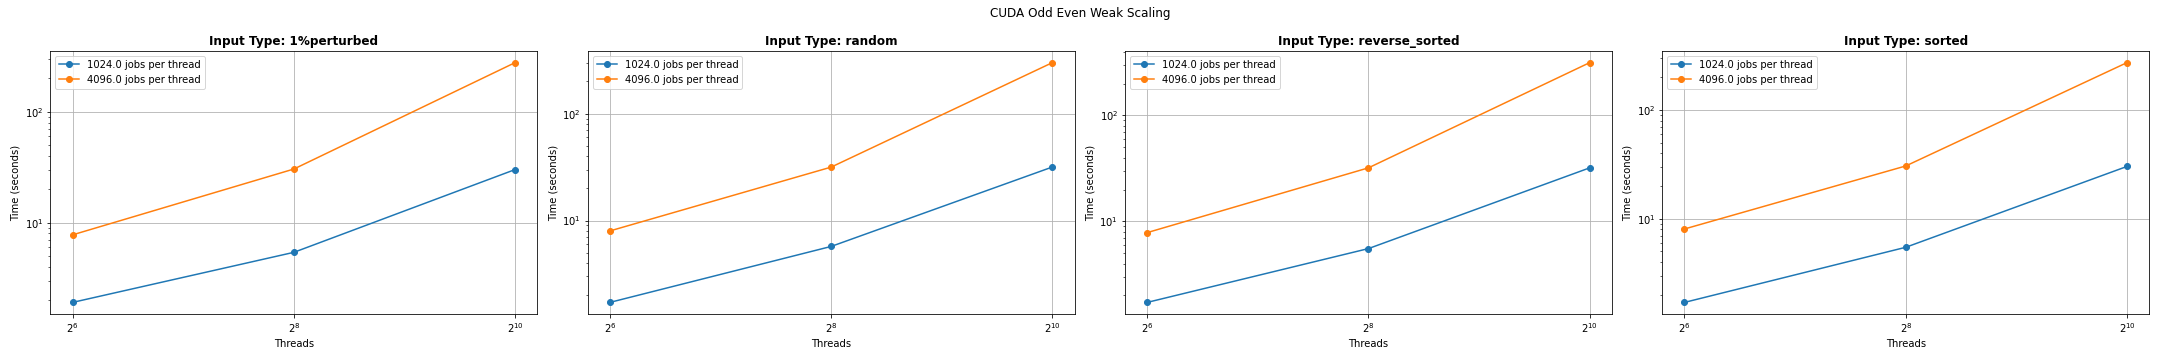 CUDA Odd Even Weak Scaling
Input Type: 1%perturbed
1024.0 jobs per thread
4096.0 jobs per thread
10²
10¹
Time (seconds)
2⁶
2⁸
2¹⁰
Threads
Input Type: random
1024.0 jobs per thread
4096.0 jobs per thread
10²
10¹
Time (seconds)
2⁶
2⁸
2¹⁰
Threads
Input Type: reverse_sorted
1024.0 jobs per thread
4096.0 jobs per thread
10²
10¹
Time (seconds)
2⁶
2⁸
2¹⁰
Threads
Input Type: sorted
1024.0 jobs per thread
4096.0 jobs per thread
10²
10¹
Time (seconds)
2⁶
2⁸
2¹⁰
Threads